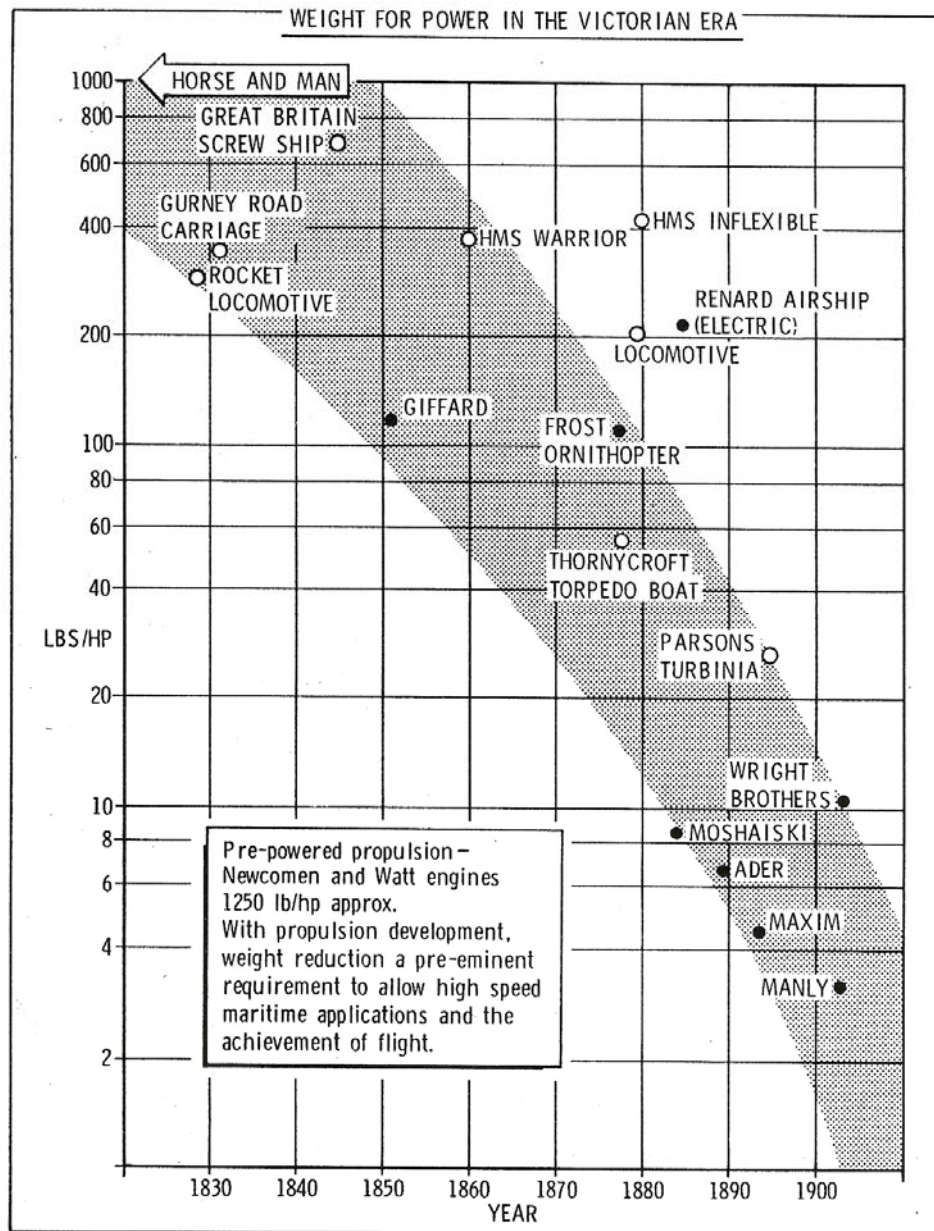 WEIGHT FOR POWER IN THE VICTORIAN ERA
1000
HORSE AND MAN
800
GREAT BRITAIN
SCREW SHIP
600
GURNEY ROAD
CARRIAGE
400
HMS WARRIOR
HMS INFLEXIBLE
ROCKET
LOCOMOTIVE
RENARD AIRSHIP
(ELECTRIC)
200
LOCOMOTIVE
GIFFARD
FROST
ORNITHOPTER
100
80
60
THORNYCROFT
TORPEDO BOAT
40
LBS/HP
PARSONS
TURBINIA
20
WRIGHT
BROTHERS
10
MOSHAISKI
8
ADER
6
MAXIM
4
MANLY
2
Pre-powered propulsion–
Newcomen and Watt engines
1250 lb/hp approx.
With propulsion development,
weight reduction a pre-eminent
requirement to allow high speed
maritime applications and the
achievement of flight.
1830 1840 1850 1860 1870 1880 1890 1900
YEAR